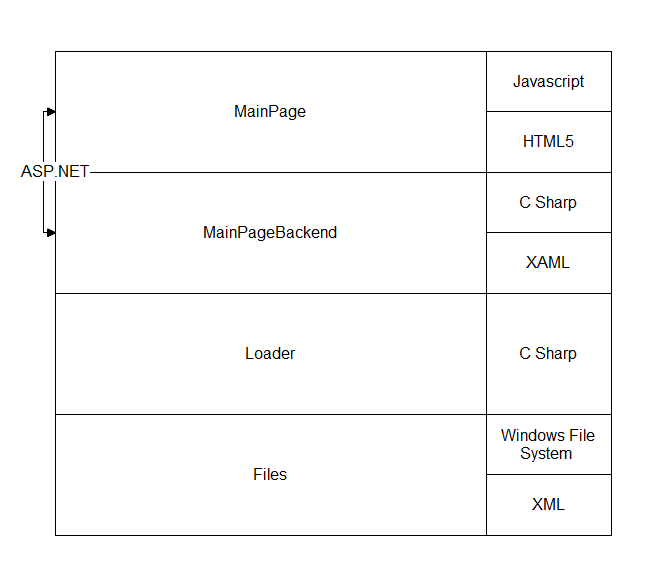 Javascript
MainPage
HTML5
ASP.NET
C Sharp
MainPageBackend
XAML
Loader
C Sharp
Windows File
System
Files
XML